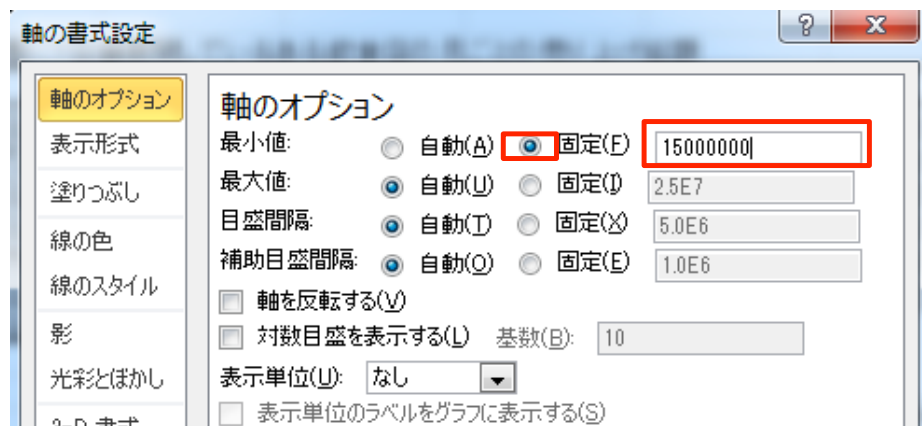 軸の書式設定
?
X
軸のオプション
表示形式
塗りつぶし
線の色
線のスタイル
影
光彩とぼかし
3-D 書式
軸のオプション
最小値: 自動(A) 固定(F) 15000000
最大値: 自動(U) 固定(I) 2.5E7
目盛間隔: 自動(T) 固定(X) 5.0E6
補助目盛間隔: 自動(O) 固定(E) 1.0E6
軸を反転する(V)
対数目盛を表示する(L) 基数(B): 10
表示単位(U): なし
表示単位のラベルをグラフに表示する(S)